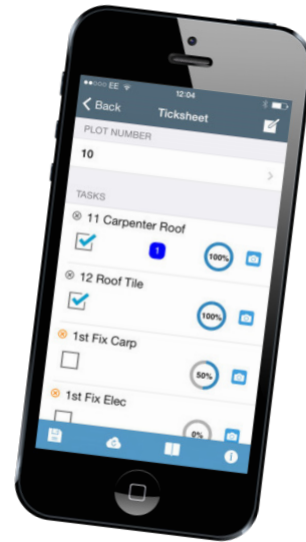 EE 12:04
Back Ticksheet
PLOT NUMBER
10
TASKS
11 Carpenter Roof
1 100%
12 Roof Tile
100%
1st Fix Carp
50%
1st Fix Elec
0%